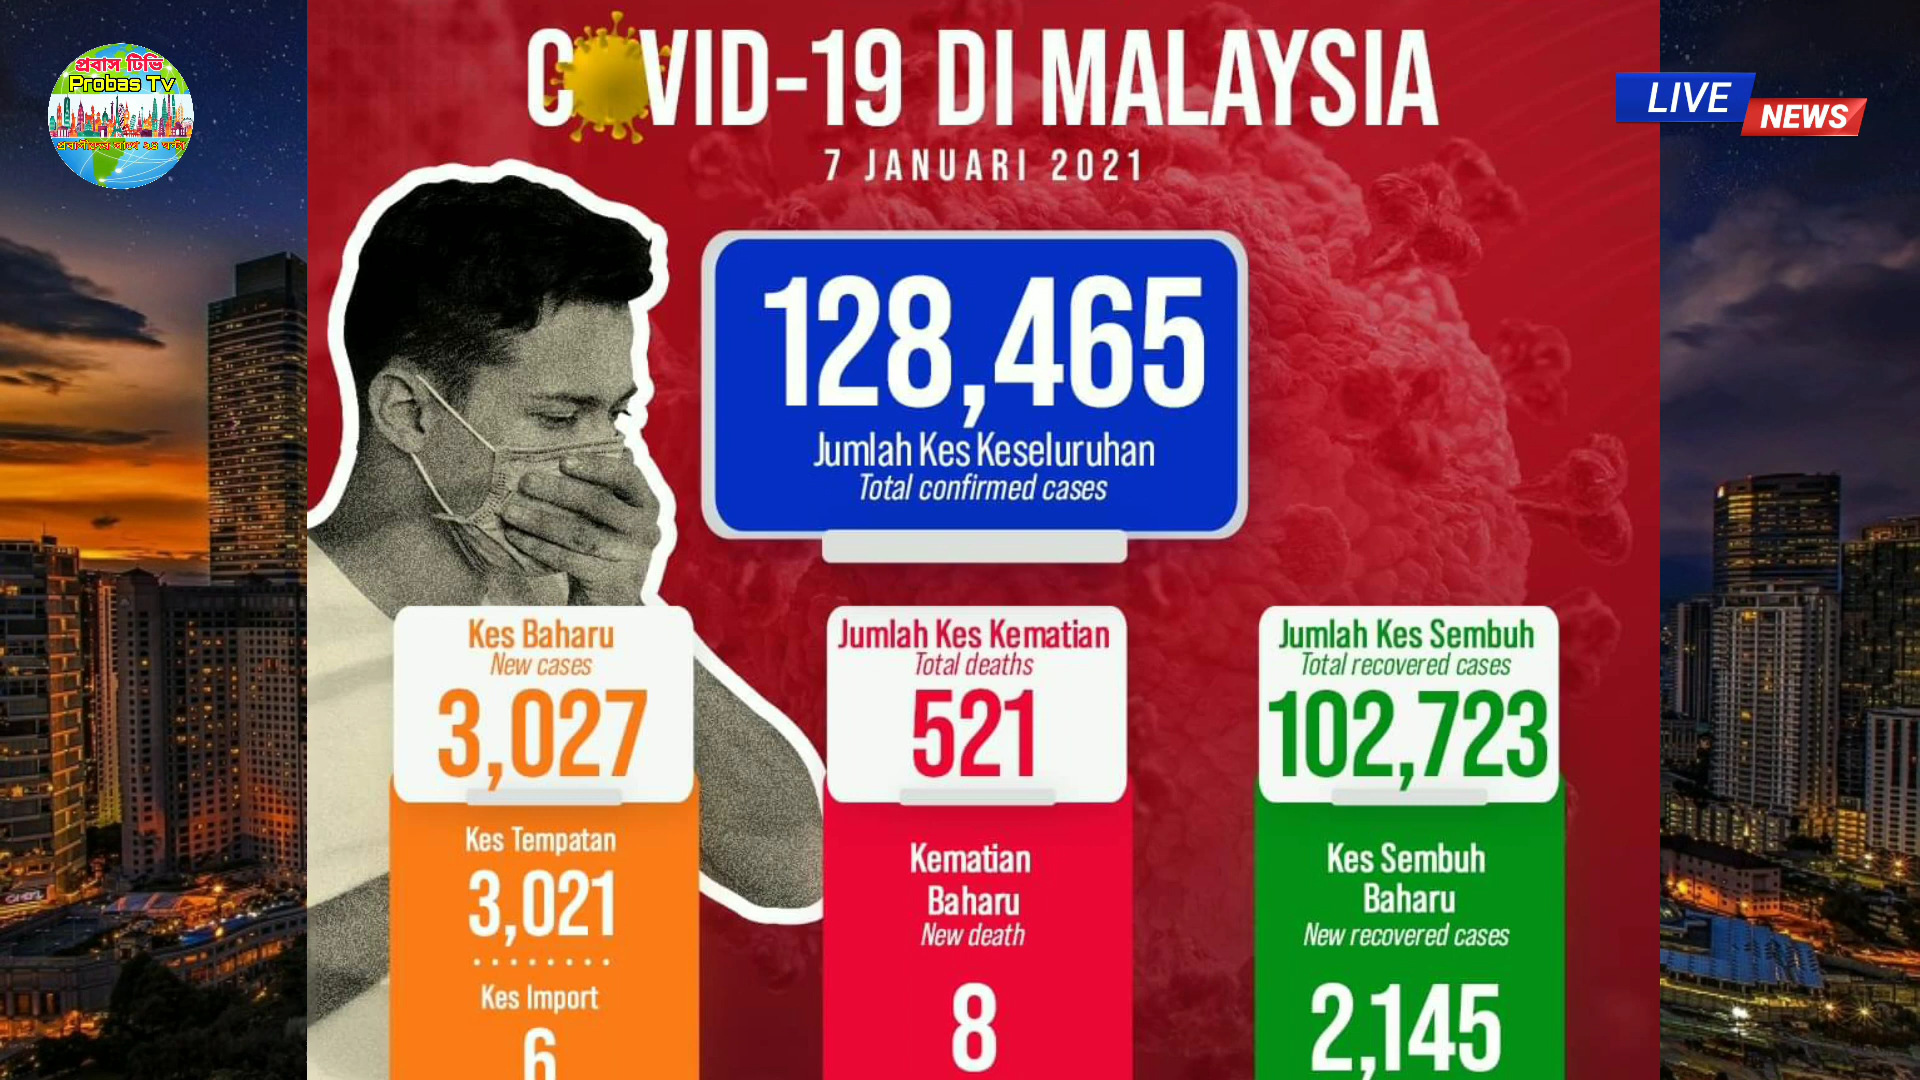 প্রবাস টিভি
Probas Tv
প্রবাসীদের সাথে ২৪ ঘন্টা
LIVE
NEWS
COVID-19 DI MALAYSIA
7 JANUARI 2021
128,465
Jumlah Kes Keseluruhan
Total confirmed cases
Kes Baharu
New cases
3,027
Kes Tempatan
3,021
Kes Import
6
Jumlah Kes Kematian
Total deaths
521
Kematian
Baharu
New death
8
Jumlah Kes Sembuh
Total recovered cases
102,723
Kes Sembuh
Baharu
New recovered cases
2,145